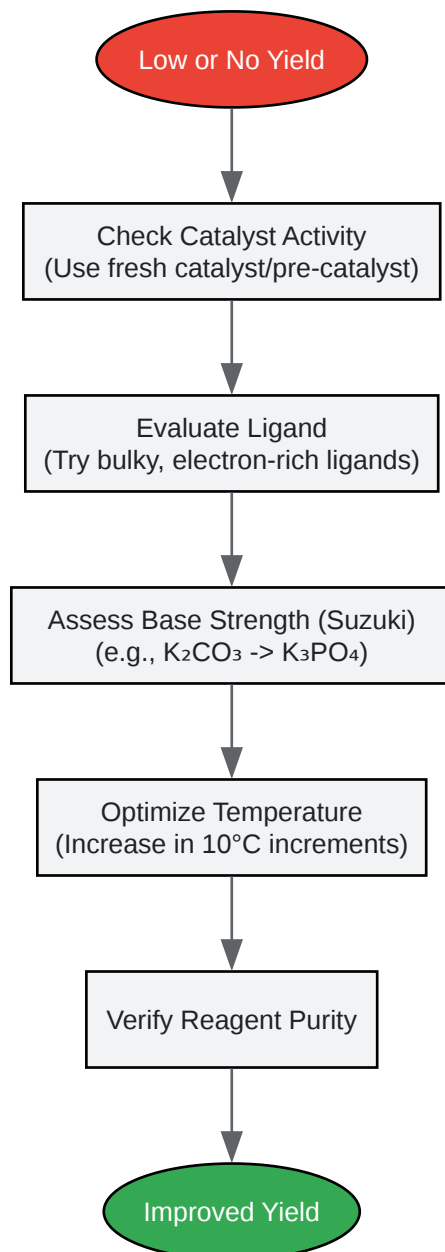 Low or No Yield
Check Catalyst Activity
(Use fresh catalyst/pre-catalyst)
Evaluate Ligand
(Try bulky, electron-rich ligands)
Assess Base Strength (Suzuki)
(e.g., K₂CO₃ -> K₃PO₄)
Optimize Temperature
(Increase in 10°C increments)
Verify Reagent Purity
Improved Yield